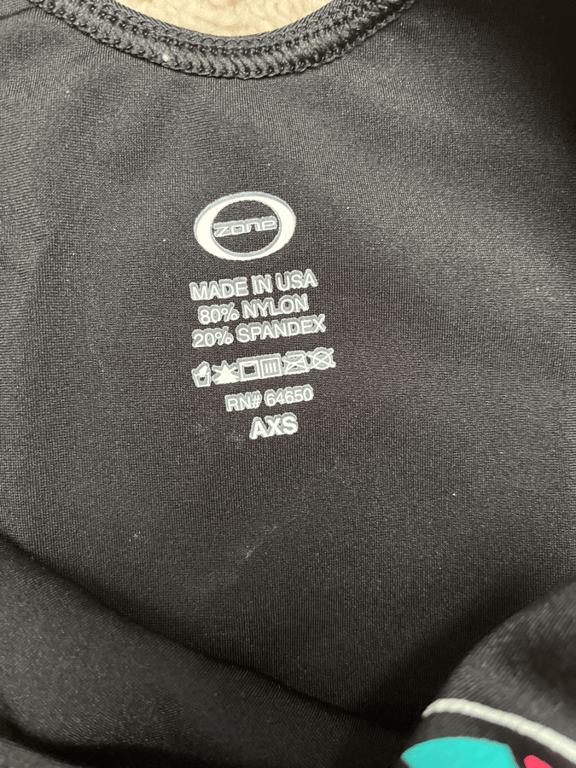 ZONE
MADE IN USA
80% NYLON
20% SPANDEX
RN# 64650
AXS